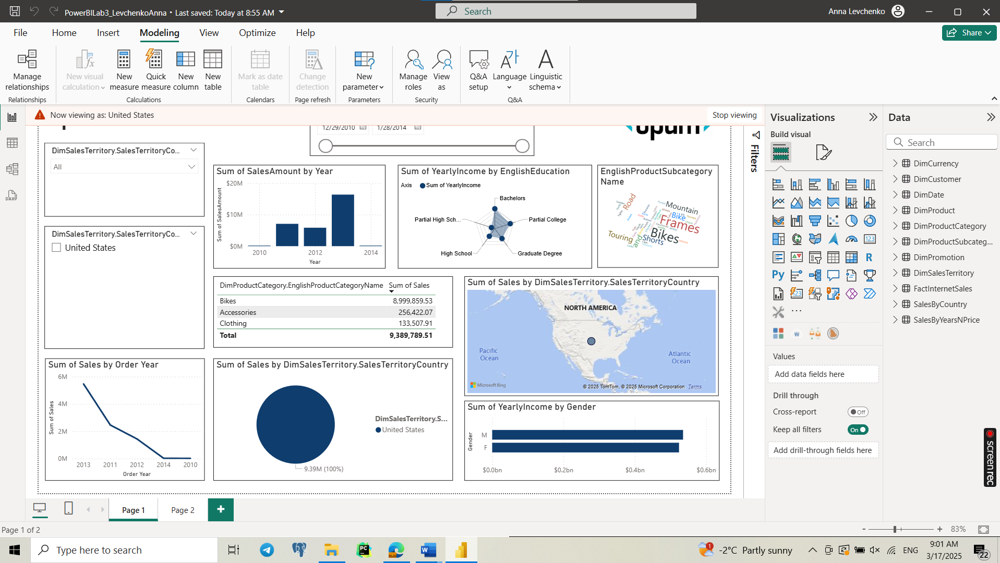 PowerBILab3_LevchenkoAnna • Last saved: Today at 8:55 AM
Search
Anna Levchenko
File
Home
Insert
Modeling
View
Optimize
Help
Share
Manage relationships
New visual calculation
New measure
Quick measure
New column
New table
Mark as date table
Change detection
New parameter
Manage roles
View as
Q&A setup
Language
Linguistic schema
Relationships
Calculations
Calendars
Page refresh
Parameters
Security
Q&A
Now viewing as: United States
Stop viewing
12/29/2010
1/28/2014
DimSalesTerritory.SalesTerritoryCo...
All
DimSalesTerritory.SalesTerritoryCo...
United States
Sum of SalesAmount by Year
Sum of SalesAmount
$20M
$10M
$0M
2010
2012
2014
Year
Sum of YearlyIncome by EnglishEducation
Axis
Sum of YearlyIncome
Bachelors
Partial High Sch...
Partial College
High School
Graduate Degree
EnglishProductSubcategory
Name
Road
Mountain
Bike
Frames
Bikes
Touring
and
Shorts
DimProductCategory.EnglishProductCategoryName Sum of Sales
Bikes 8,999,859.53
Accessories 256,422.07
Clothing 133,507.91
Total 9,389,789.51
Sum of Sales by DimSalesTerritory.SalesTerritoryCountry
NORTH AMERICA
Pacific
Ocean
Atlantic
Ocean
Microsoft Bing
© 2025 TomTom, © 2025 Microsoft Corporation Terms
Sum of Sales by Order Year
Sum of Sales
6M
4M
2M
0M
2013
2011
2012
2014
2010
Order Year
Sum of Sales by DimSalesTerritory.SalesTerritoryCountry
DimSalesTerritory.S...
United States
9.39M (100%)
Sum of YearlyIncome by Gender
Gender
M
F
$0.0bn
$0.2bn
$0.4bn
$0.6bn
Filters
Visualizations
Build visual
123
R
Py
Values
Add data fields here
Drill through
Cross-report
Off
Keep all filters
On
Add drill-through fields here
Data
Search
DimCurrency
DimCustomer
DimDate
DimProduct
DimProductCategory
DimProductSubcateg...
DimPromotion
DimSalesTerritory
FactInternetSales
SalesByCountry
SalesByYearsNPrice
screenrec
Page 1
Page 2
Page 1 of 2
83%
Type here to search
-2°C Partly sunny
ENG
9:01 AM
3/17/2025
22